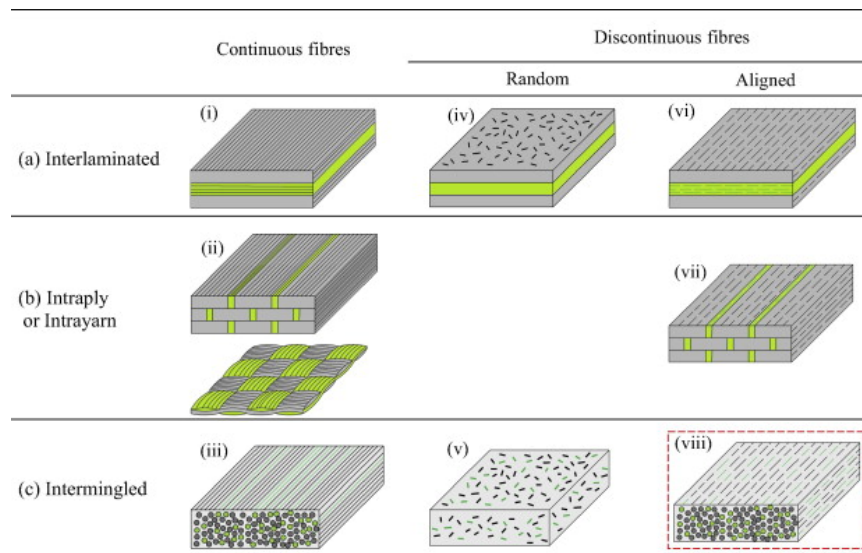 Continuous fibres
Discontinuous fibres
Random
Aligned
(a) Interlaminated
(i)
(iv)
(vi)
(b) Intraply
or Intrayarn
(ii)
(vii)
(c) Intermingled
(iii)
(v)
(viii)